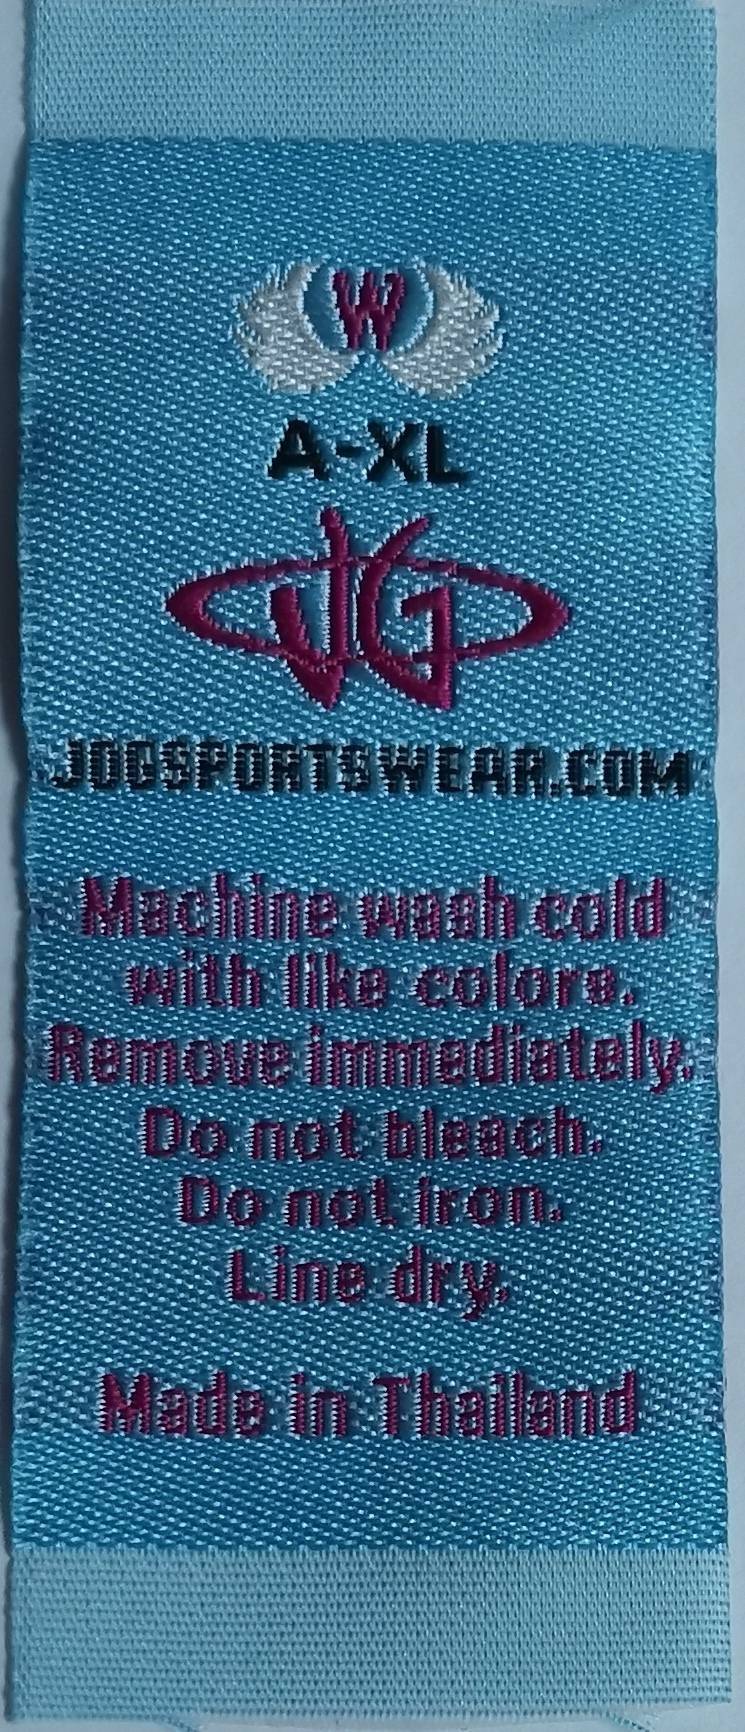 W
A-XL
JG
JOGSPORTSWEAR.COM
Machine wash cold
with like colors.
Remove immediately.
Do not bleach.
Do not iron.
Line dry.
Made in Thailand